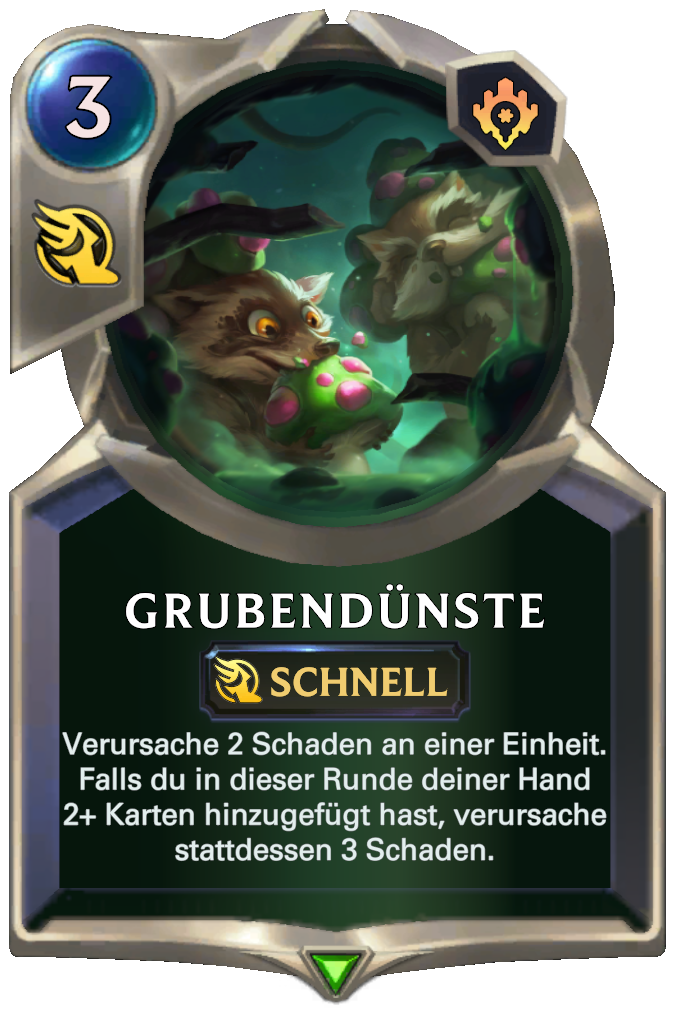 3
GRUBENDÜNSTE
SCHNELL
Verursache 2 Schaden an einer Einheit.
Falls du in dieser Runde deiner Hand
2+ Karten hinzugefügt hast, verursache
stattdessen 3 Schaden.